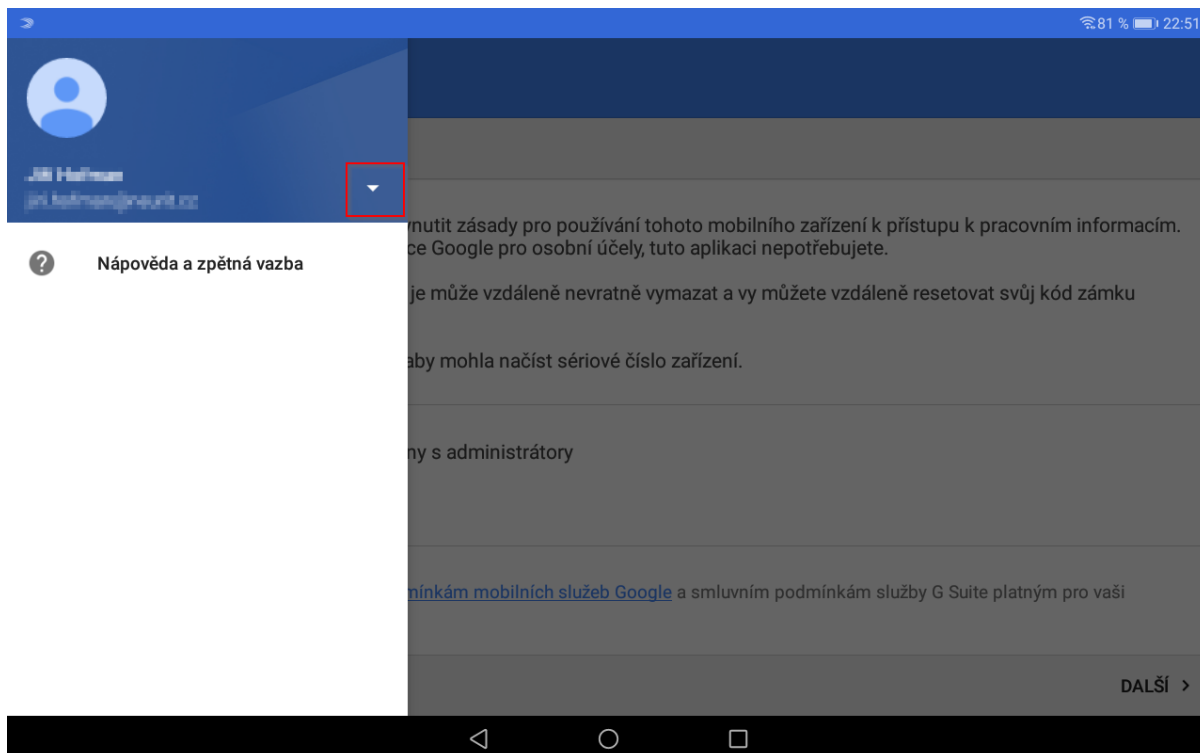 81 % 22:51
Nápověda a zpětná vazba
ynutit zásady pro používání tohoto mobilního zařízení k přístupu k pracovním informacím.
ce Google pro osobní účely, tuto aplikaci nepotřebujete.
je může vzdáleně nevratně vymazat a vy můžete vzdáleně resetovat svůj kód zámku
aby mohla načíst sériové číslo zařízení.
ny s administrátory
mínkám mobilních služeb Google a smluvním podmínkám služby G Suite platným pro vaši
DALŠÍ